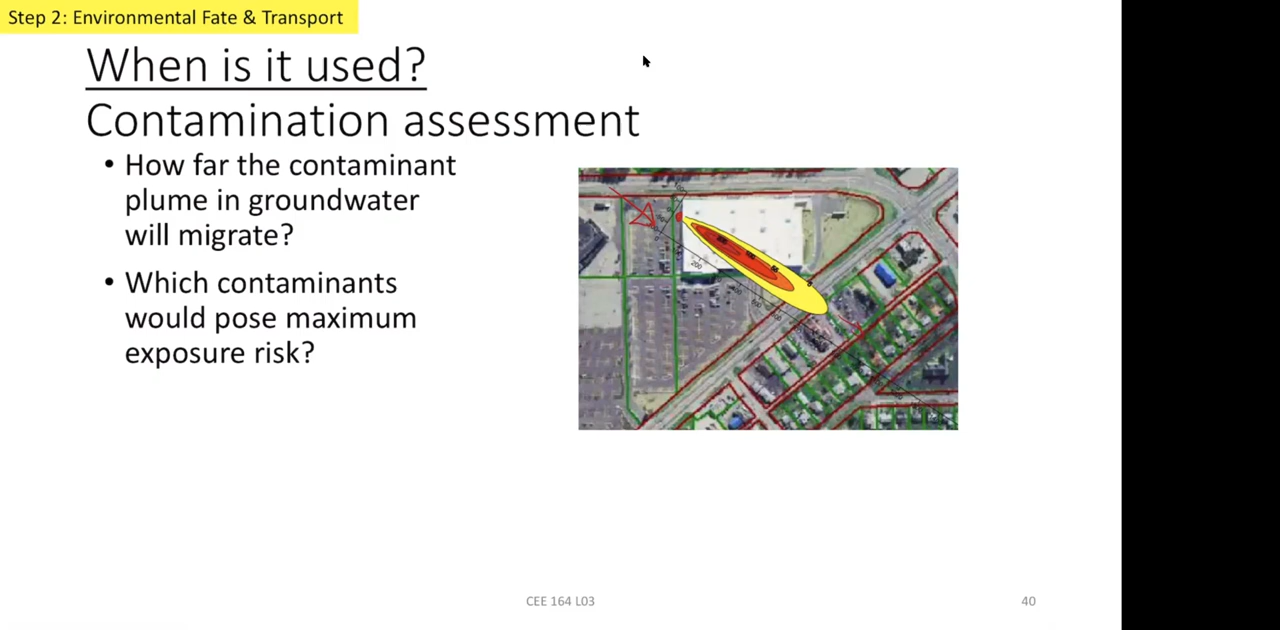 Step 2: Environmental Fate & Transport
When is it used?
Contamination assessment
• How far the contaminant
plume in groundwater
will migrate?
• Which contaminants
would pose maximum
exposure risk?
200
CEE 164 L03
40